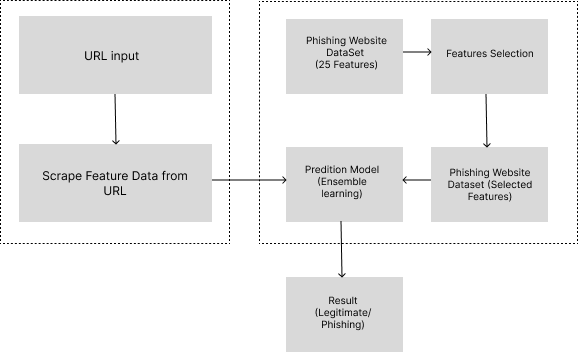 URL input
Scrape Feature Data from
URL
Phishing Website
DataSet
(25 Features)
Features Selection
Predition Model
(Ensemble
learning)
Phishing Website
Dataset (Selected
Features)
Result
(Legitimate/
Phishing)